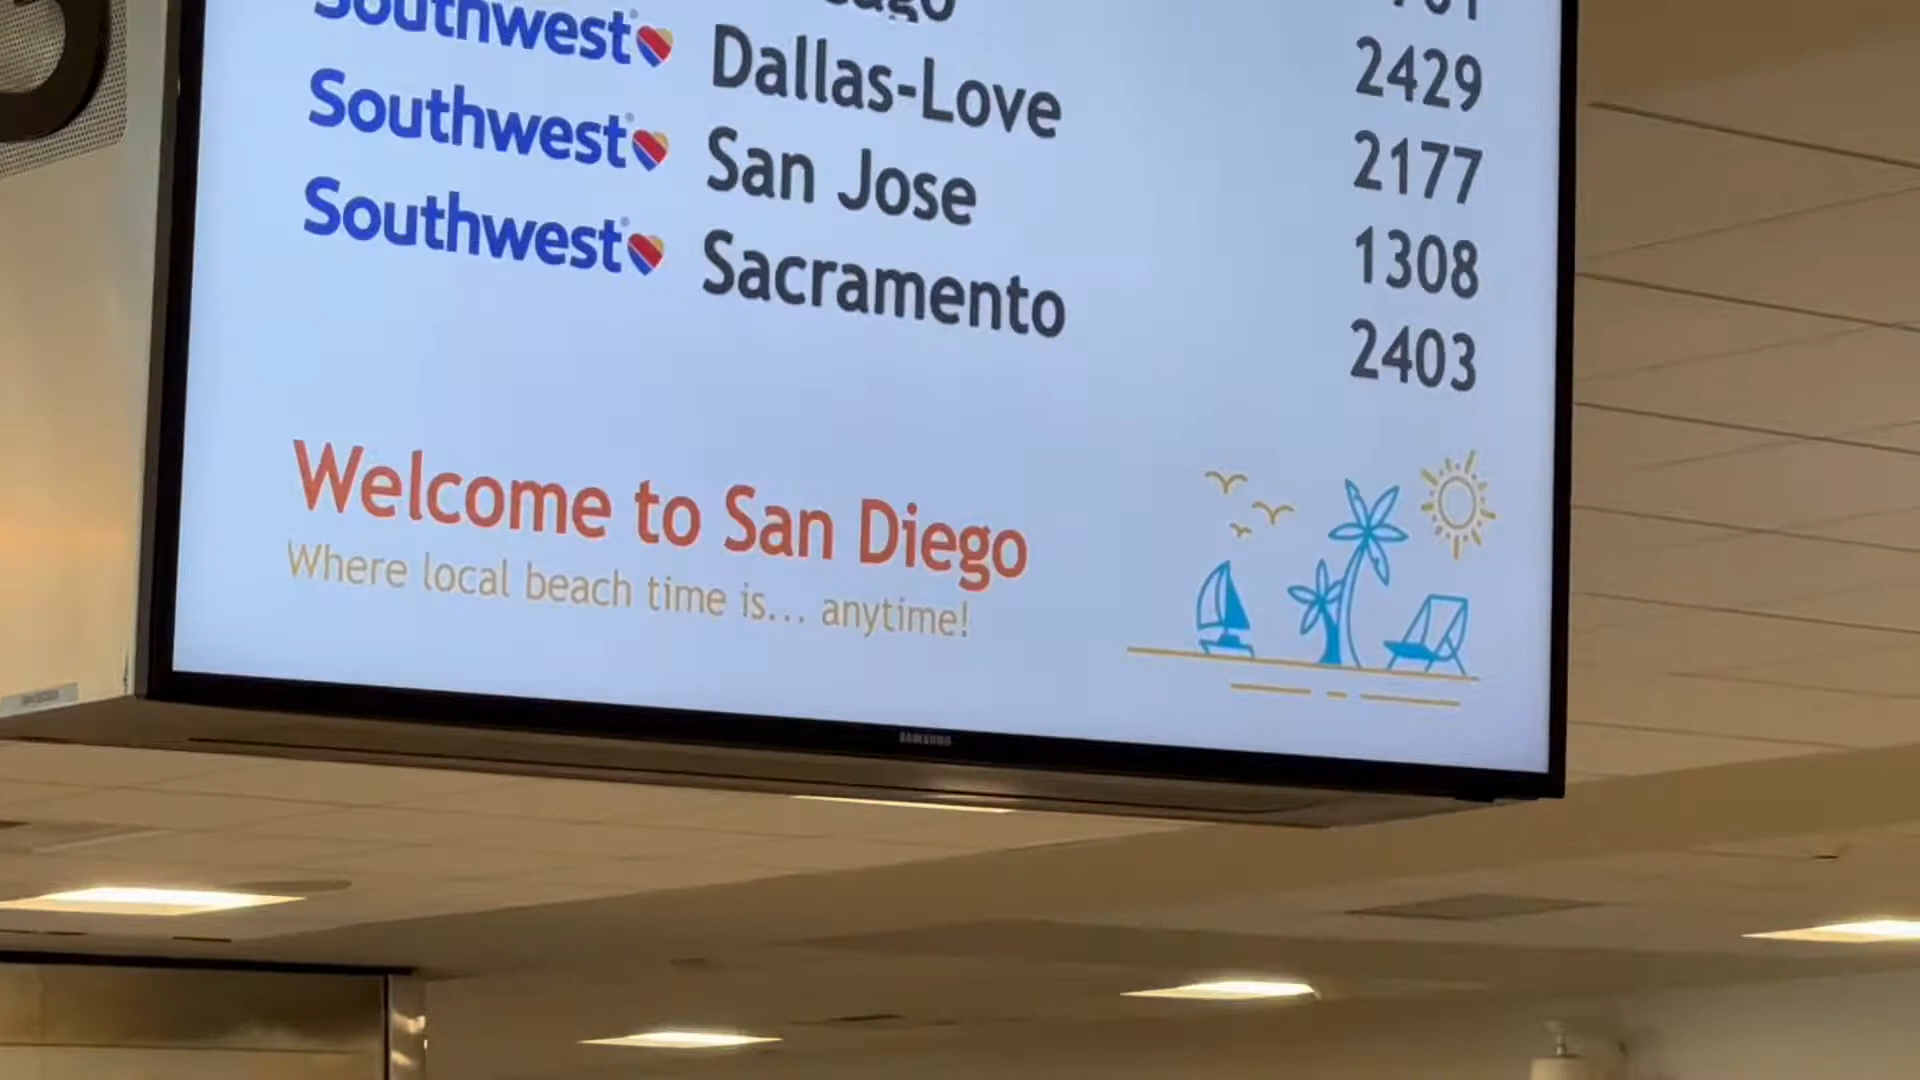 2429
Southwest Dallas-Love 2177
Southwest San Jose 1308
Southwest Sacramento 2403
Welcome to San Diego
Where local beach time is... anytime!
SAMSUNG